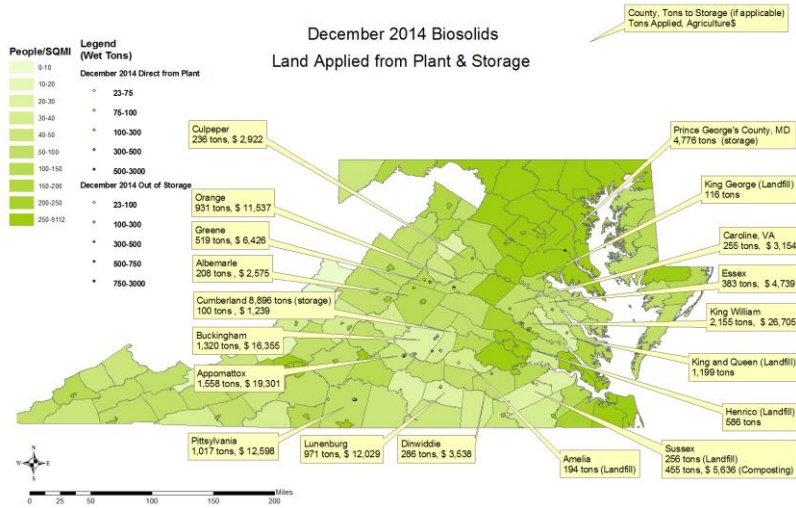 December 2014 Biosolids
Land Applied from Plant & Storage
County, Tons to Storage (if applicable)
Tons Applied, Agriculture$
People/SQMI
0-10
10-20
20-30
30-40
40-50
50-100
100-150
150-200
200-250
250-9112
Legend
(Wet Tons)
December 2014 Direct from Plant
23-75
75-100
100-300
300-500
500-3000
December 2014 Out of Storage
23-100
100-300
300-500
500-750
750-3000
Culpeper
236 tons, $ 2,922
Orange
931 tons, $ 11,537
Greene
519 tons, $ 6,426
Albemarle
208 tons , $ 2,575
Cumberland 8,896 tons (storage)
100 tons , $ 1,239
Buckingham
1,320 tons, $ 16,355
Appomattox
1,558 tons, $ 19,301
Pittsylvania
1,017 tons, $ 12,598
Lunenburg
971 tons, $ 12,029
Dinwiddie
286 tons, $ 3,538
Amelia
194 tons (Landfill)
Sussex
256 tons (Landfill)
455 tons, $ 5,636 (Composting)
Henrico (Landfill)
586 tons
King and Queen (Landfill)
1,199 tons
King William
2,155 tons, $ 26,705
Essex
383 tons, $ 4,739
Caroline, VA
255 tons, $ 3,154
King George (Landfill)
116 tons
Prince George's County, MD
4,776 tons (storage)
N
W E
S
0 50 100 150 200
Miles